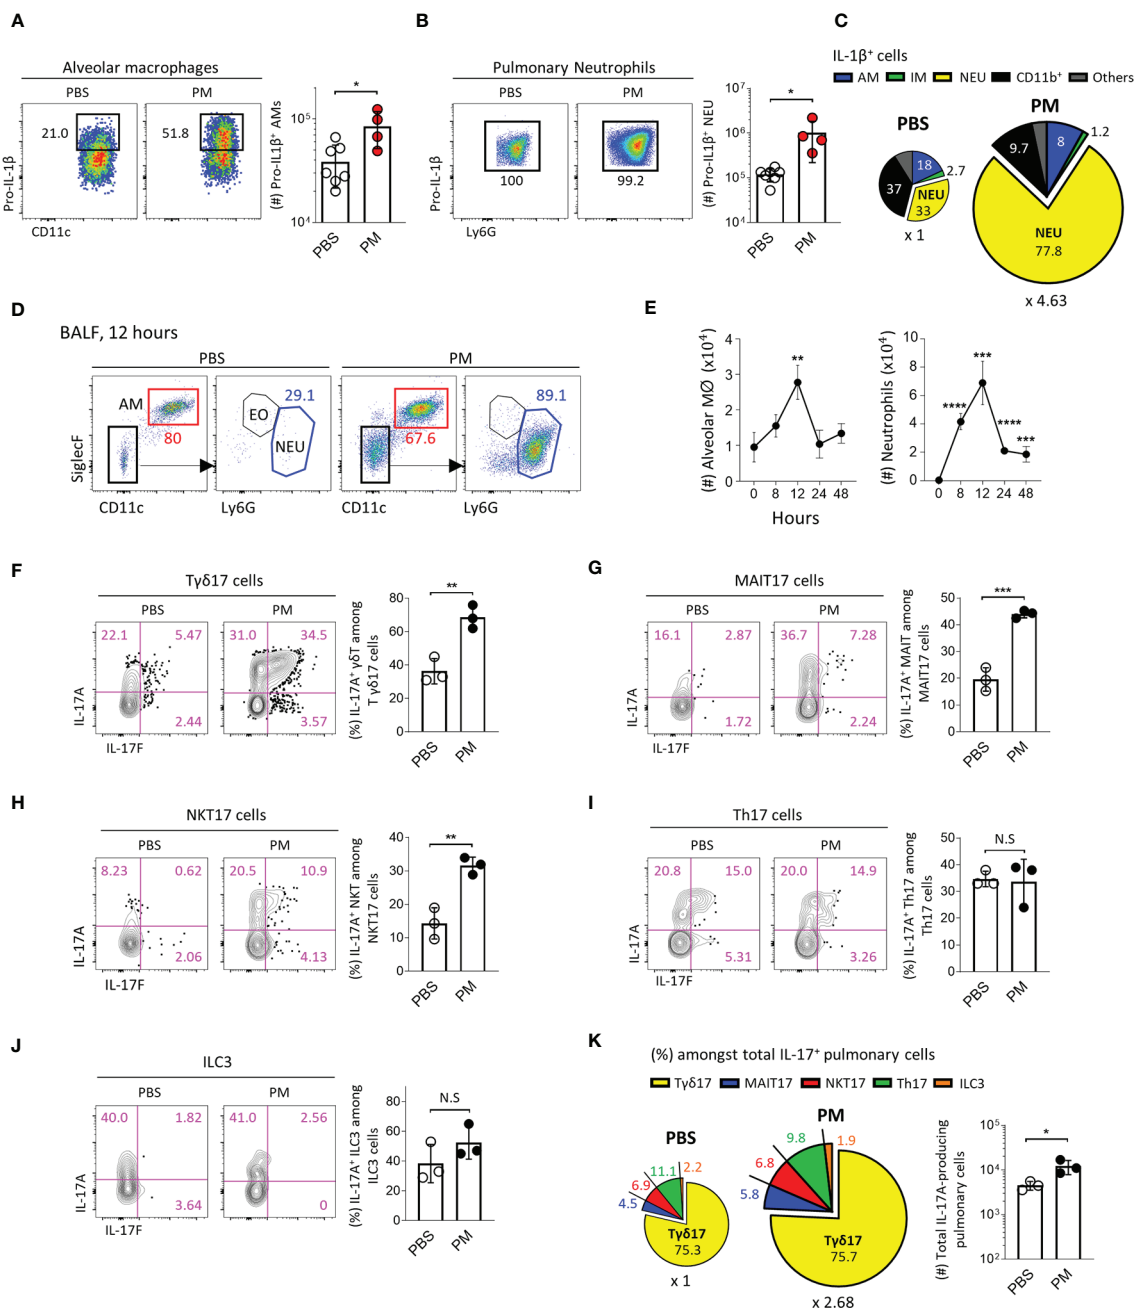 A
Alveolar macrophages
PBS
PM
21.0
51.8
Pro-IL-1β
CD11c
(#) Pro-IL1β⁺ AMs
10⁵
10⁴
*
PBS
PM
B
Pulmonary Neutrophils
PBS
PM
100
99.2
Pro-IL-1β
Ly6G
(#) Pro-IL1β⁺ NEU
10⁷
10⁶
10⁵
10⁴
*
PBS
PM
C
IL-1β⁺ cells
AM
IM
NEU
CD11b⁺
Others
PBS
18
2.7
37
NEU
33
x 1
PM
9.7
8
1.2
NEU
77.8
x 4.63
D
BALF, 12 hours
PBS
PM
AM
80
EO
29.1
NEU
67.6
89.1
SiglecF
CD11c
Ly6G
CD11c
Ly6G
E
(#) Alveolar MØ (x10⁴)
4
3
2
1
0
**
0
8
12
24
48
Hours
(#) Neutrophils (x10⁴)
10
8
6
4
2
0
****
***
****
***
0
8
12
24
48
F
Tγδ17 cells
PBS
PM
22.1
5.47
2.44
31.0
34.5
3.57
IL-17A
IL-17F
(%) IL-17A⁺ γδT among
T γδ17 cells
80
60
40
20
0
**
PBS
PM
G
MAIT17 cells
PBS
PM
16.1
2.87
1.72
36.7
7.28
2.24
IL-17A
IL-17F
(%) IL-17A⁺ MAIT among
MAIT17 cells
50
40
30
20
10
0
***
PBS
PM
H
NKT17 cells
PBS
PM
8.23
0.62
2.06
20.5
10.9
4.13
IL-17A
IL-17F
(%) IL-17A⁺ NKT among
NKT17 cells
40
30
20
10
0
**
PBS
PM
I
Th17 cells
PBS
PM
20.8
15.0
5.31
20.0
14.9
3.26
IL-17A
IL-17F
(%) IL-17A⁺ Th17 among
Th17 cells
50
40
30
20
10
0
N.S
PBS
PM
J
ILC3
PBS
PM
40.0
1.82
3.64
41.0
2.56
0
IL-17A
IL-17F
(%) IL-17A⁺ ILC3 among
ILC3 cells
80
60
40
20
0
N.S
PBS
PM
K
(%) amongst total IL-17⁺ pulmonary cells
Tγδ17
MAIT17
NKT17
Th17
ILC3
PBS
4.5
6.9
11.1
2.2
Tγδ17
75.3
x 1
PM
5.8
6.8
9.8
1.9
Tγδ17
75.7
x 2.68
(#) Total IL-17A-producing
pulmonary cells
10⁵
10⁴
10³
10²
*
PBS
PM